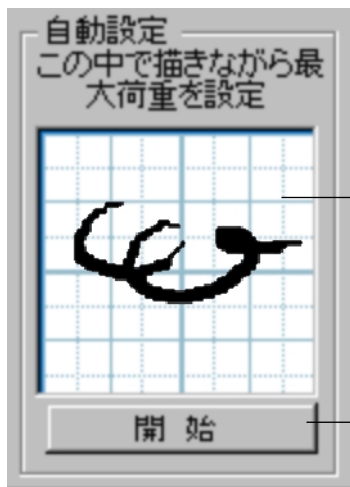 自動設定
この中で描きながら最
大荷重を設定
開 始